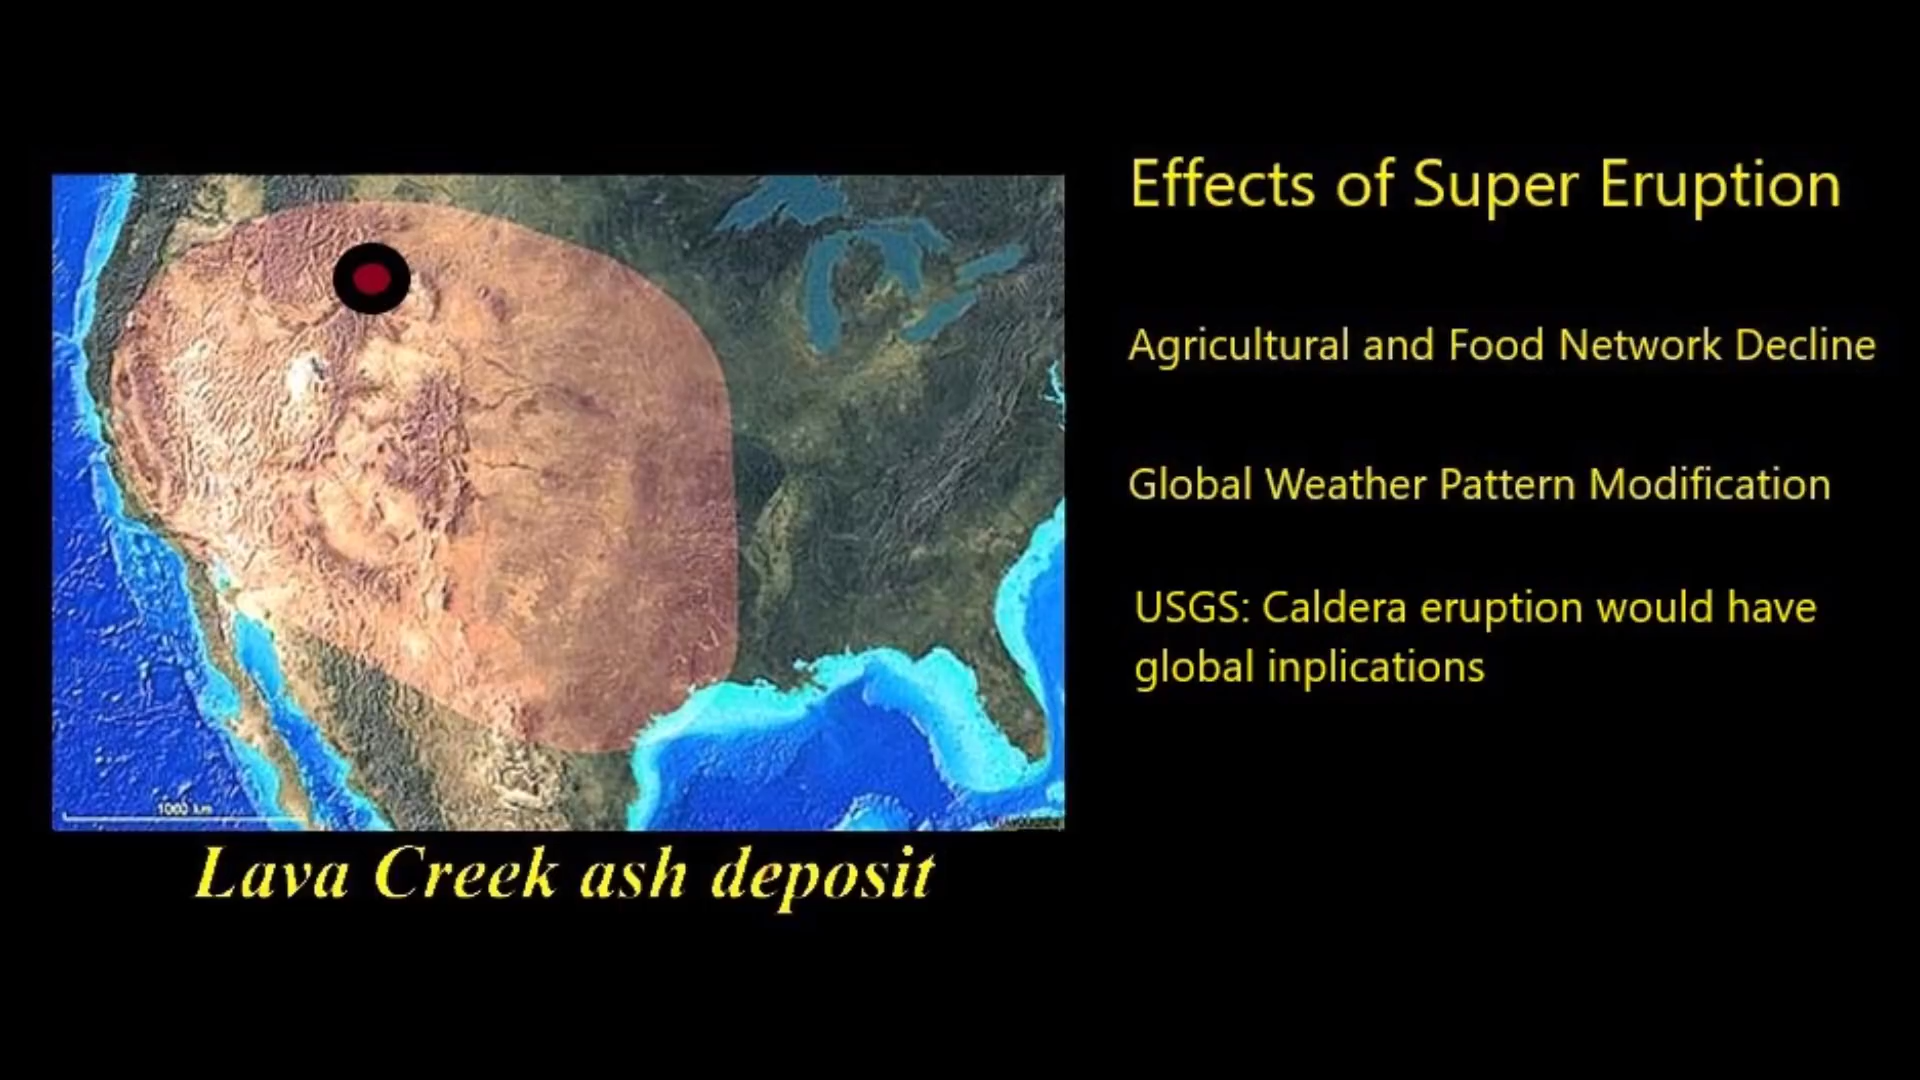 Effects of Super Eruption
Agricultural and Food Network Decline
Global Weather Pattern Modification
USGS: Caldera eruption would have
global inplications
1000 km
Lava Creek ash deposit